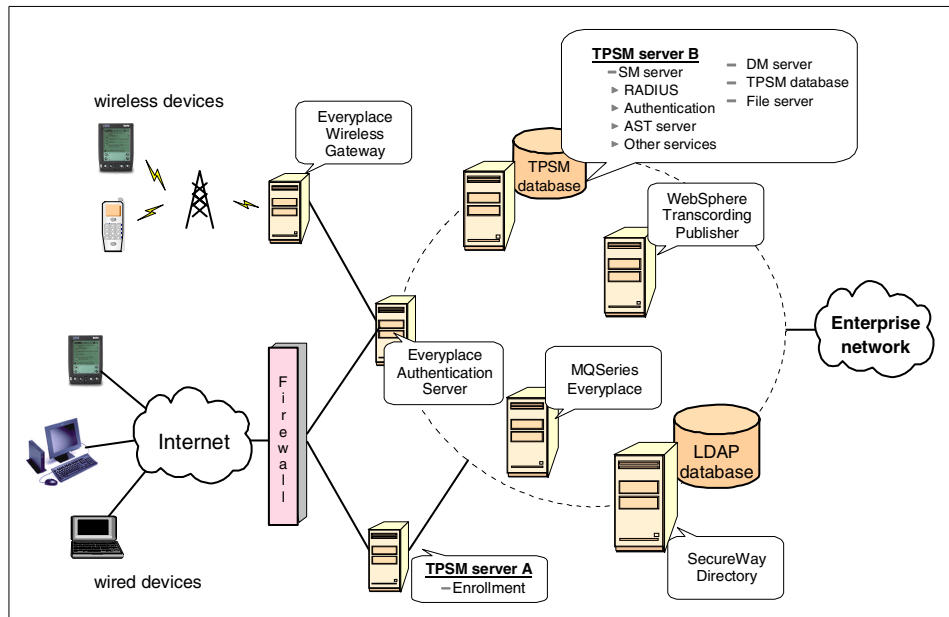 wireless devices
Everyplace
Wireless
Gateway
TPSM server B
– SM server
► RADIUS
► Authentication
► AST server
► Other services
– DM server
– TPSM database
– File server
TPSM
database
WebSphere
Transcording
Publisher
Enterprise
network
Everyplace
Authentication
Server
MQSeries
Everyplace
Firewall
Internet
LDAP
database
wired devices
TPSM server A
– Enrollment
SecureWay
Directory